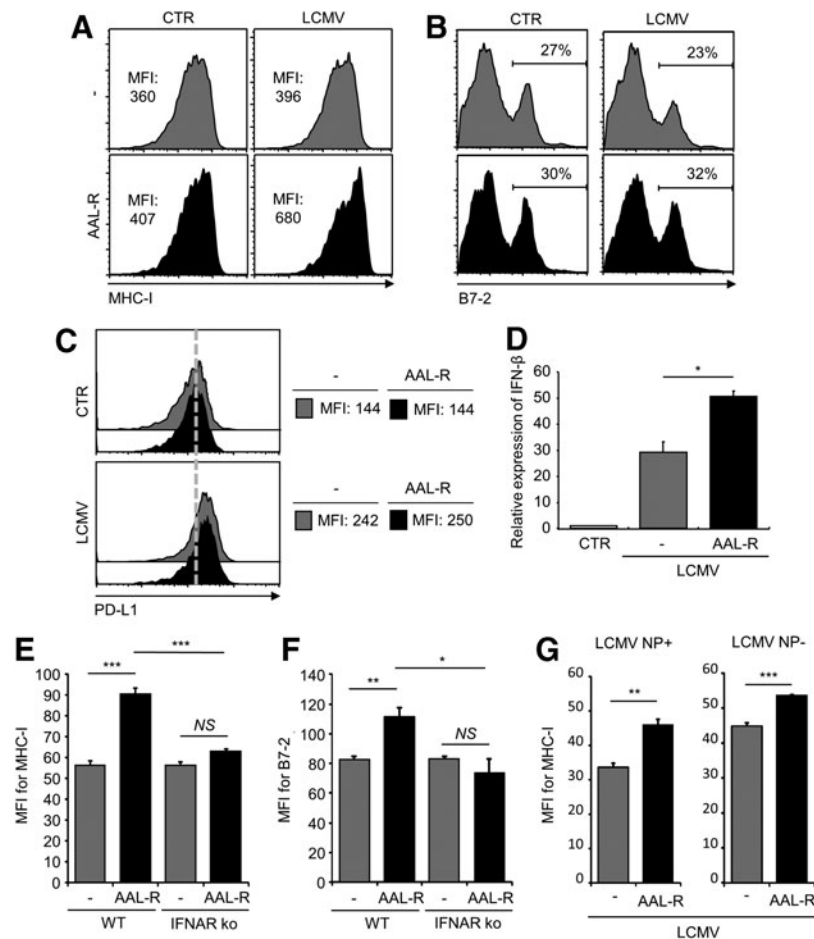 A
CTR
LCMV
MFI:
360
MFI:
396
-
AAL-R
MFI:
407
MFI:
680
MHC-I
B
CTR
LCMV
27%
23%
30%
32%
B7-2
C
CTR
LCMV
PD-L1
- AAL-R
MFI: 144 MFI: 144
- AAL-R
MFI: 242 MFI: 250
D
Relative expression of IFN-β
60
50
40
30
20
10
0
*
CTR - AAL-R
LCMV
E
MFI for MHC-I
100
90
80
70
60
50
40
30
20
10
0
***
***
NS
- AAL-R - AAL-R
WT IFNAR ko
F
MFI for B7-2
140
120
100
80
60
40
20
0
*
**
NS
- AAL-R - AAL-R
WT IFNAR ko
G
LCMV NP+ LCMV NP-
MFI for MHC-I
60
50
40
30
20
10
0
**
- AAL-R
60
50
40
30
20
10
0
***
- AAL-R
LCMV